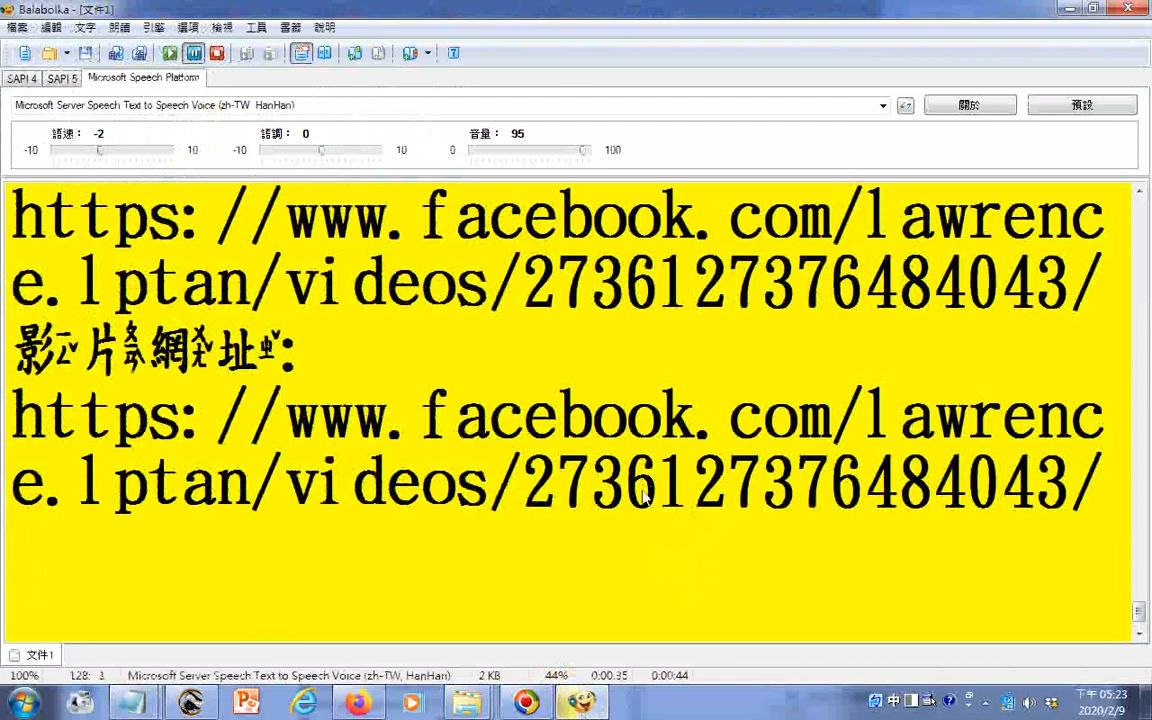 Balabolka - [文件1]
檔案 編輯 文字 朗讀 引擎 選項 檢視 工具 書籤 說明
SAPI 4 SAPI 5 Microsoft Speech Platform
Microsoft Server Speech Text to Speech Voice (zh-TW, HanHan)
關於 預設
語速： -2 語調： 0 音量： 95
-10 10 -10 10 0 100
https://www.facebook.com/lawrenc
e.lptan/videos/2736127376484043/
影片網址:
https://www.facebook.com/lawrenc
e.lptan/videos/2736127376484043/
文件1
100% 128: 1 Microsoft Server Speech Text to Speech Voice (zh-TW, HanHan) 2 KB 44% 0:00:35 0:00:44
中
下午 05:23
2020/2/9